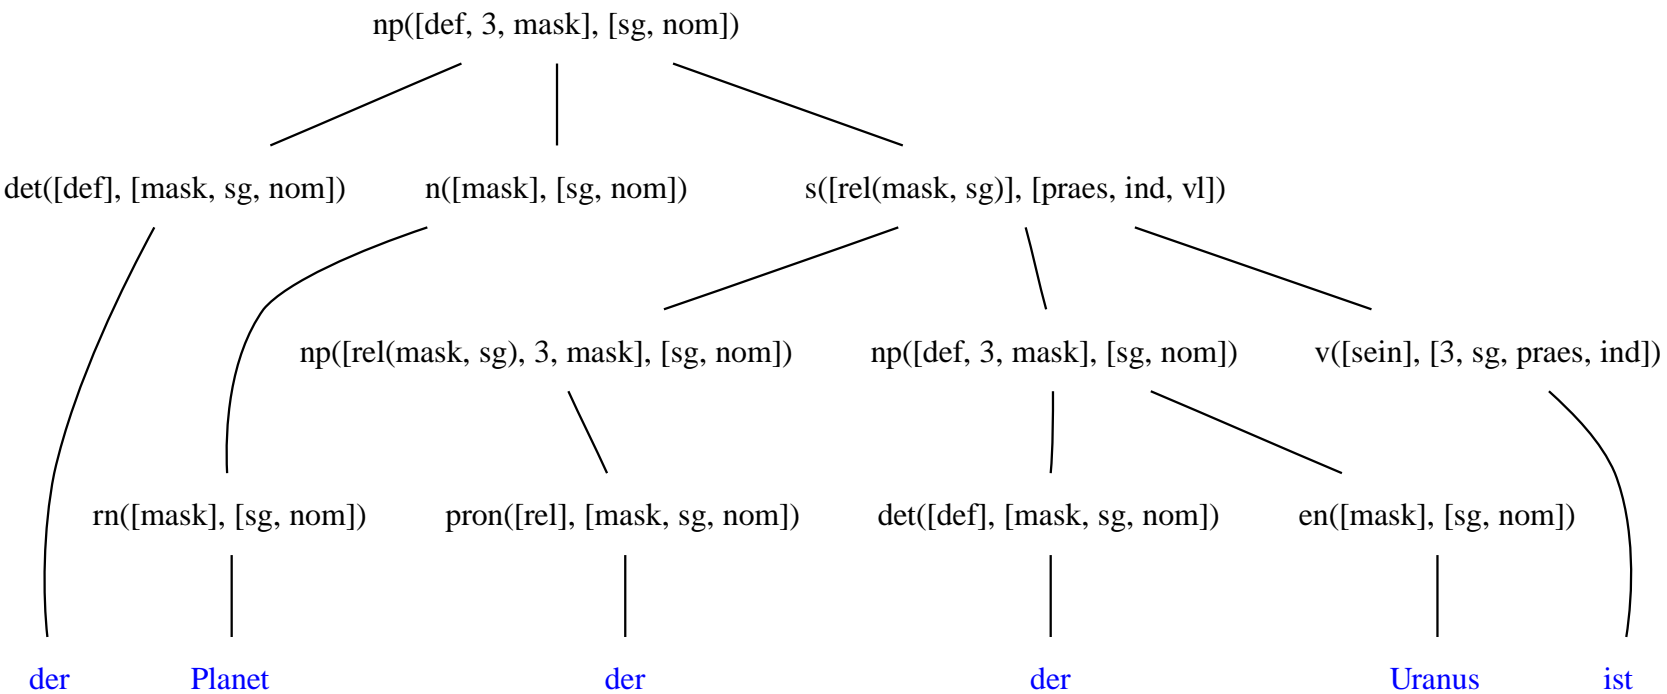 np([def, 3, mask], [sg, nom])
det([def], [mask, sg, nom]) n([mask], [sg, nom]) s([rel(mask, sg)], [praes, ind, vl])
np([rel(mask, sg), 3, mask], [sg, nom]) np([def, 3, mask], [sg, nom]) v([sein], [3, sg, praes, ind])
rn([mask], [sg, nom]) pron([rel], [mask, sg, nom]) det([def], [mask, sg, nom]) en([mask], [sg, nom])
der Planet der der Uranus ist